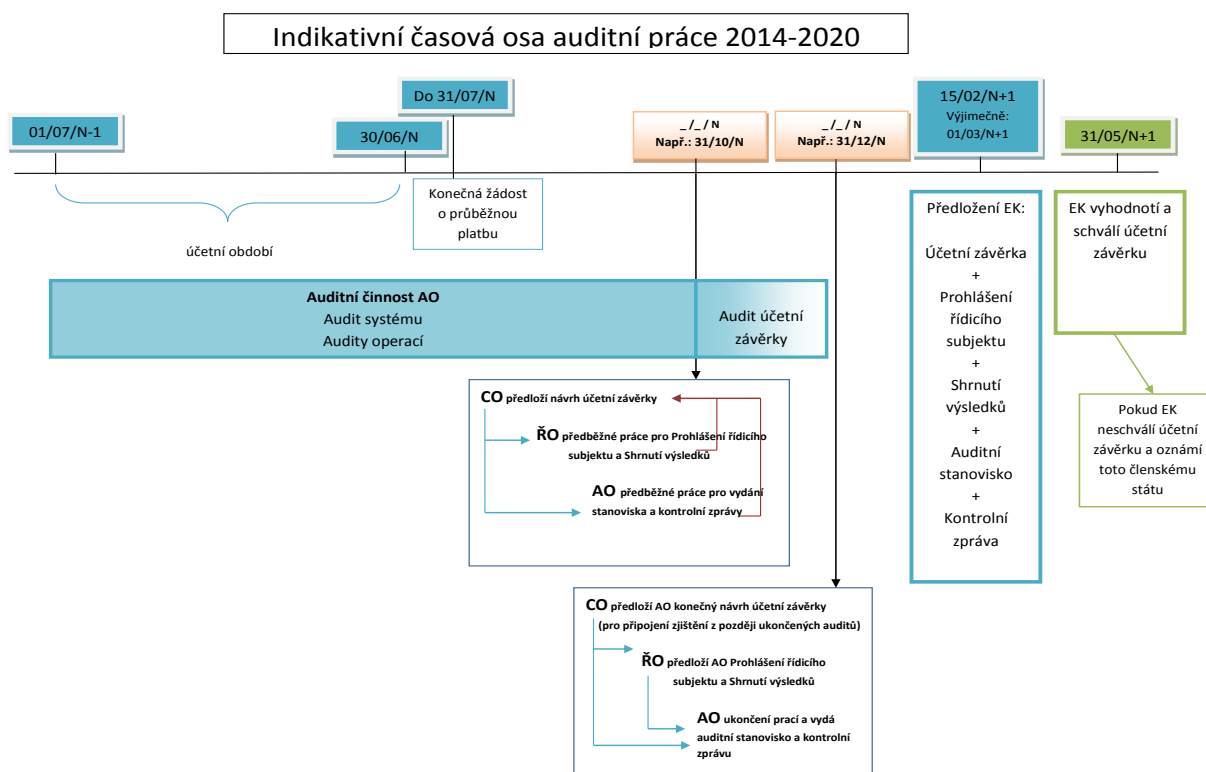 Indikativní časová osa auditní práce 2014-2020
01/07/N-1
30/06/N
Do 31/07/N
_ /_ / N
Např.: 31/10/N
_/_ / N
Např.: 31/12/N
15/02/N+1
Výjimečně:
01/03/N+1
31/05/N+1
účetní období
Konečná žádost
o průběžnou
platbu
Auditní činnost AO
Audit systému
Audity operací
Audit účetní
závěrky
Předložení EK:
Účetní závěrka
+
Prohlášení
řídicího
subjektu
+
Shrnutí
výsledků
+
Auditní
stanovisko
+
Kontrolní
zpráva
EK vyhodnotí a
schválí účetní
závěrku
Pokud EK
neschválí účetní
závěrku a oznámí
toto členskému
státu
CO předloží návrh účetní závěrky
ŘO předběžné práce pro Prohlášení řídicího
subjektu a Shrnutí výsledků
AO předběžné práce pro vydání
stanoviska a kontrolní zprávy
CO předloží AO konečný návrh účetní závěrky
(pro připojení zjištění z později ukončených auditů)
ŘO předloží AO Prohlášení řídicího
subjektu a Shrnutí výsledků
AO ukončení prací a vydá
auditní stanovisko a kontrolní
zprávu